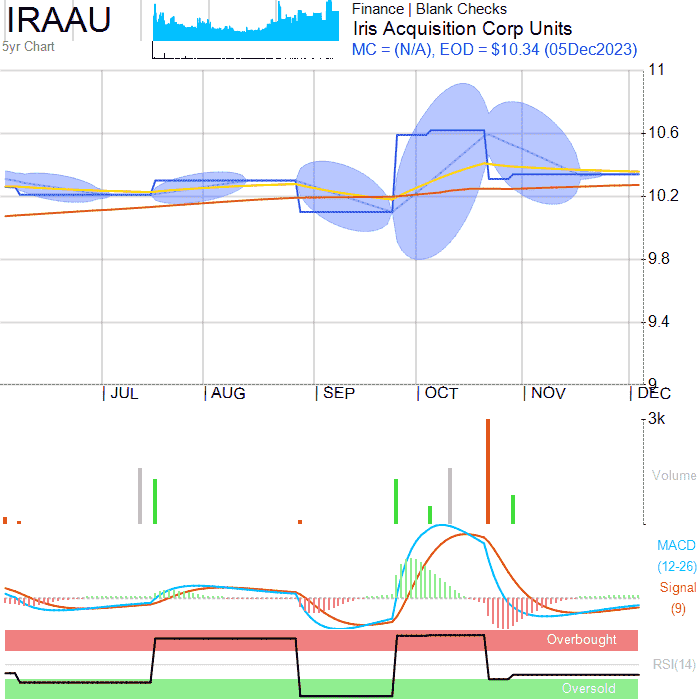 IRAAU
5yr Chart
Finance | Blank Checks
Iris Acquisition Corp Units
MC = (N/A), EOD = $10.34 (05Dec2023)
11
10.6
10.2
9.8
9.4
9
JUL AUG SEP OCT NOV DEC
3k
Volume
MACD
(12-26)
Signal
(9)
Overbought
RSI(14)
Oversold